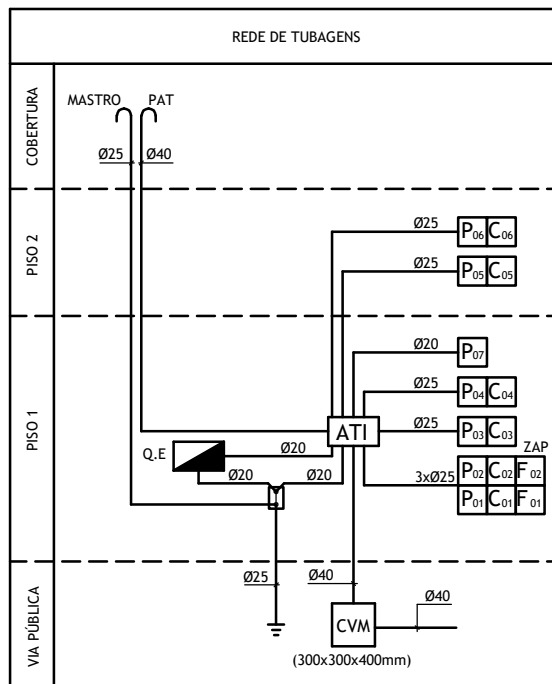 REDE DE TUBAGENS
COBERTURA
MASTRO PAT
Ø25 Ø40
PISO 2
Ø25 P06 C06
Ø25 P05 C05
PISO 1
Ø20 P07
Ø25 P04 C04
ATI Ø25 P03 C03
Q.E Ø20 ZAP
3xØ25 P02 C02 F02
P01 C01 F01
Ø20 Ø20
VIA PÚBLICA
Ø25 Ø40
CVM Ø40
(300x300x400mm)